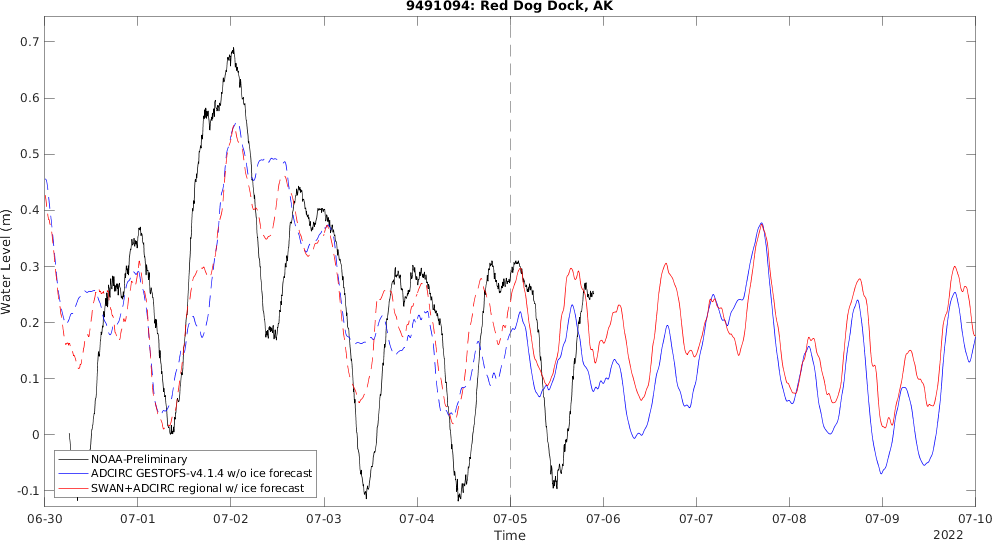 9491094: Red Dog Dock, AK
Water Level (m)
0.7
0.6
0.5
0.4
0.3
0.2
0.1
0
-0.1
NOAA-Preliminary
ADCIRC GESTOFS-v4.1.4 w/o ice forecast
SWAN+ADCIRC regional w/ ice forecast
06-30 07-01 07-02 07-03 07-04 07-05 07-06 07-07 07-08 07-09 07-10
Time
2022